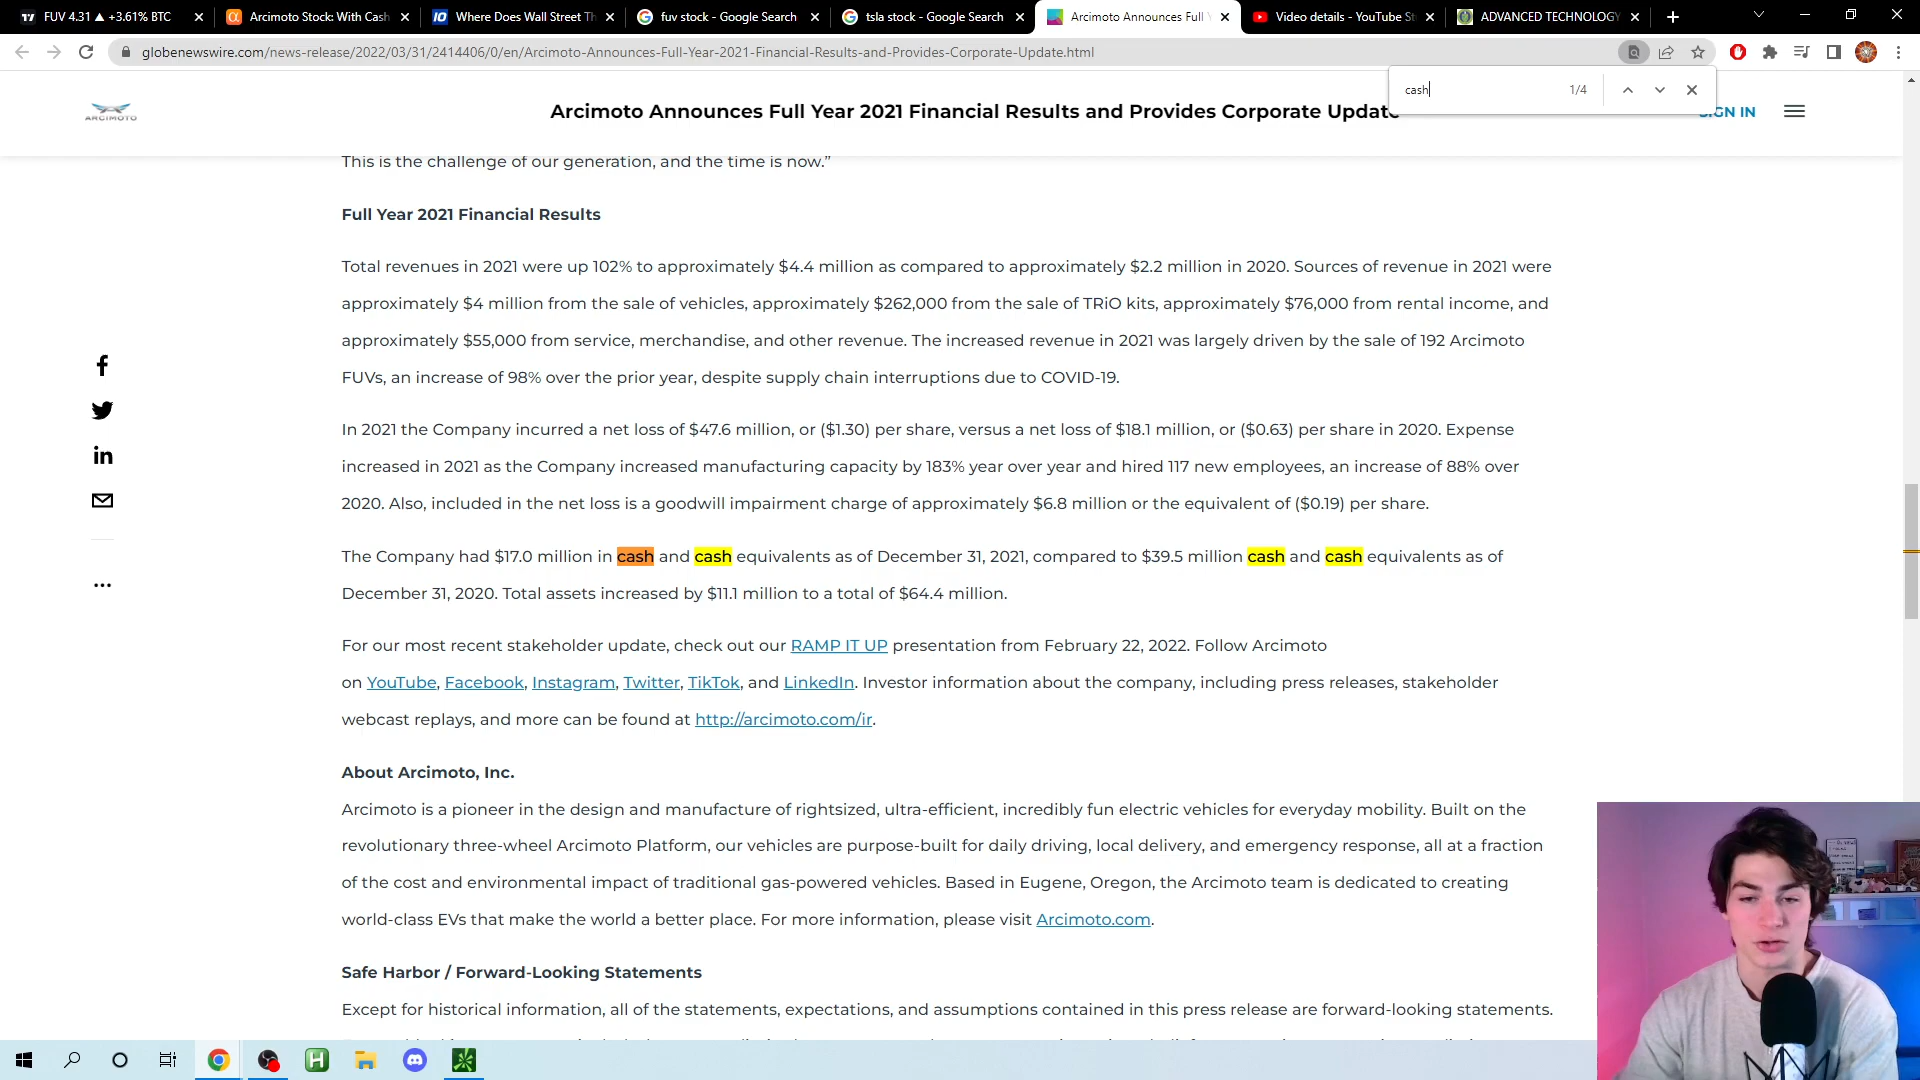 FUV 4.31 ▲ +3.61% BTC
Arcimoto Stock: With Cash
Where Does Wall Street Th
fuv stock - Google Search
tsla stock - Google Search
Arcimoto Announces Full Y
Video details - YouTube St
ADVANCED TECHNOLOGY
globenewswire.com/news-release/2022/03/31/2414406/0/en/Arcimoto-Announces-Full-Year-2021-Financial-Results-and-Provides-Corporate-Update.html
cash
1/4
ARCIMOTO
Arcimoto Announces Full Year 2021 Financial Results and Provides Corporate Update
SIGN IN
This is the challenge of our generation, and the time is now.”
Full Year 2021 Financial Results
Total revenues in 2021 were up 102% to approximately $4.4 million as compared to approximately $2.2 million in 2020. Sources of revenue in 2021 were
approximately $4 million from the sale of vehicles, approximately $262,000 from the sale of TRiO kits, approximately $76,000 from rental income, and
approximately $55,000 from service, merchandise, and other revenue. The increased revenue in 2021 was largely driven by the sale of 192 Arcimoto
FUVs, an increase of 98% over the prior year, despite supply chain interruptions due to COVID-19.
In 2021 the Company incurred a net loss of $47.6 million, or ($1.30) per share, versus a net loss of $18.1 million, or ($0.63) per share in 2020. Expense
increased in 2021 as the Company increased manufacturing capacity by 183% year over year and hired 117 new employees, an increase of 88% over
2020. Also, included in the net loss is a goodwill impairment charge of approximately $6.8 million or the equivalent of ($0.19) per share.
The Company had $17.0 million in cash and cash equivalents as of December 31, 2021, compared to $39.5 million cash and cash equivalents as of
December 31, 2020. Total assets increased by $11.1 million to a total of $64.4 million.
For our most recent stakeholder update, check out our RAMP IT UP presentation from February 22, 2022. Follow Arcimoto
on YouTube, Facebook, Instagram, Twitter, TikTok, and LinkedIn. Investor information about the company, including press releases, stakeholder
webcast replays, and more can be found at http://arcimoto.com/ir.
About Arcimoto, Inc.
Arcimoto is a pioneer in the design and manufacture of rightsized, ultra-efficient, incredibly fun electric vehicles for everyday mobility. Built on the
revolutionary three-wheel Arcimoto Platform, our vehicles are purpose-built for daily driving, local delivery, and emergency response, all at a fraction
of the cost and environmental impact of traditional gas-powered vehicles. Based in Eugene, Oregon, the Arcimoto team is dedicated to creating
world-class EVs that make the world a better place. For more information, please visit Arcimoto.com.
Safe Harbor / Forward-Looking Statements
Except for historical information, all of the statements, expectations, and assumptions contained in this press release are forward-looking statements.